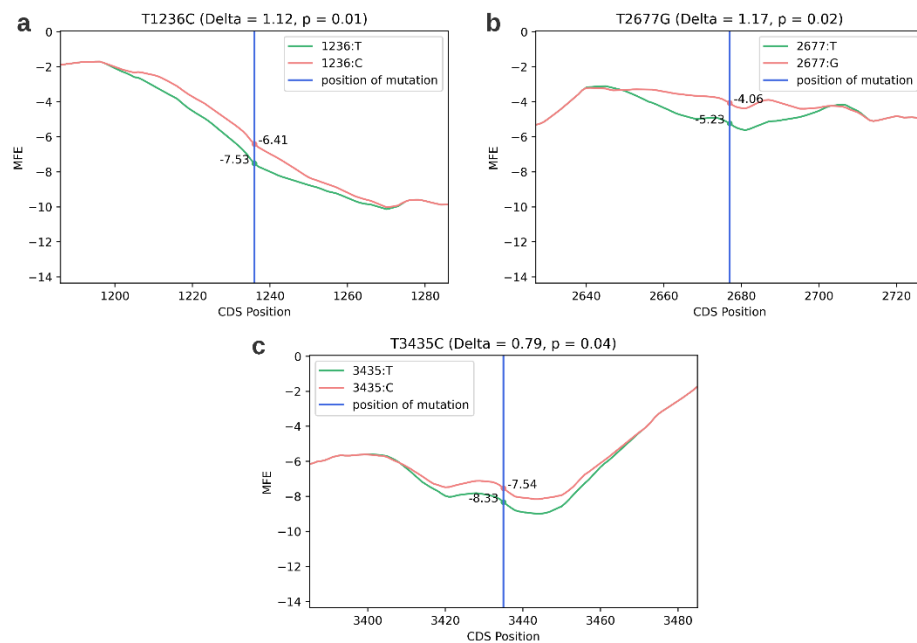 a
T1236C (Delta = 1.12, p = 0.01)
0
−2
−4
−6
−8
−10
−12
−14
MFE
1236:T
1236:C
position of mutation
-6.41
-7.53
1200
1220
1240
1260
1280
CDS Position
b
T2677G (Delta = 1.17, p = 0.02)
0
−2
−4
−6
−8
−10
−12
−14
MFE
2677:T
2677:G
position of mutation
-4.06
-5.23
2640
2660
2680
2700
2720
CDS Position
c
T3435C (Delta = 0.79, p = 0.04)
0
−2
−4
−6
−8
−10
−12
−14
MFE
3435:T
3435:C
position of mutation
-7.54
-8.33
3400
3420
3440
3460
3480
CDS Position